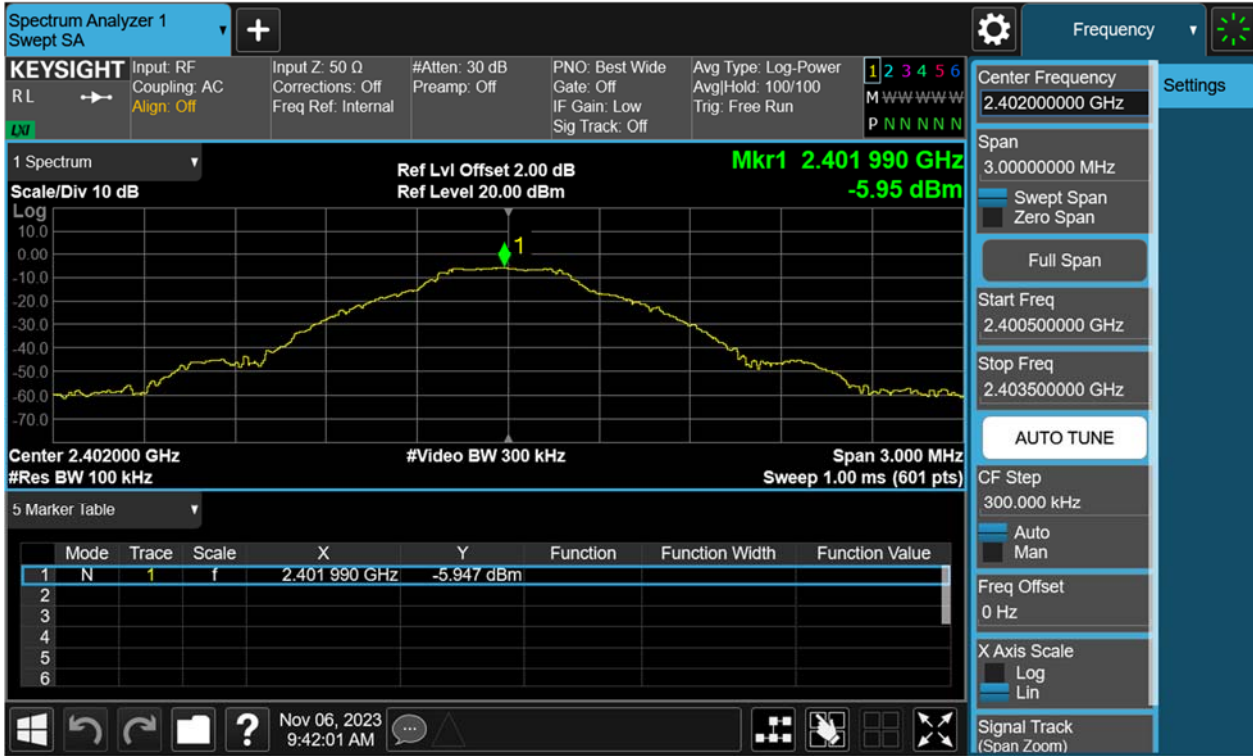 Spectrum Analyzer 1
Swept SA
Frequency
KEYSIGHT
R L
LXI
Input: RF
Coupling: AC
Align: Off
Input Z: 50 Ω
Corrections: Off
Freq Ref: Internal
#Atten: 30 dB
Preamp: Off
PNO: Best Wide
Gate: Off
IF Gain: Low
Sig Track: Off
Avg Type: Log-Power
Avg|Hold: 100/100
Trig: Free Run
1 2 3 4 5 6
M W W W W W
P N N N N N
1 Spectrum
Scale/Div 10 dB
Ref Lvl Offset 2.00 dB
Ref Level 20.00 dBm
Mkr1 2.401 990 GHz
-5.95 dBm
Log
10.0
0.00
-10.0
-20.0
-30.0
-40.0
-50.0
-60.0
-70.0
1
Center 2.402000 GHz
#Video BW 300 kHz
Span 3.000 MHz
#Res BW 100 kHz
Sweep 1.00 ms (601 pts)
5 Marker Table
Mode Trace Scale X Y Function Function Width Function Value
1 N 1 f 2.401 990 GHz -5.947 dBm
2
3
4
5
6
?
Nov 06, 2023
9:42:01 AM
Center Frequency
2.402000000 GHz
Settings
Span
3.00000000 MHz
Swept Span
Zero Span
Full Span
Start Freq
2.400500000 GHz
Stop Freq
2.403500000 GHz
AUTO TUNE
CF Step
300.000 kHz
Auto
Man
Freq Offset
0 Hz
X Axis Scale
Log
Lin
Signal Track
(Span Zoom)